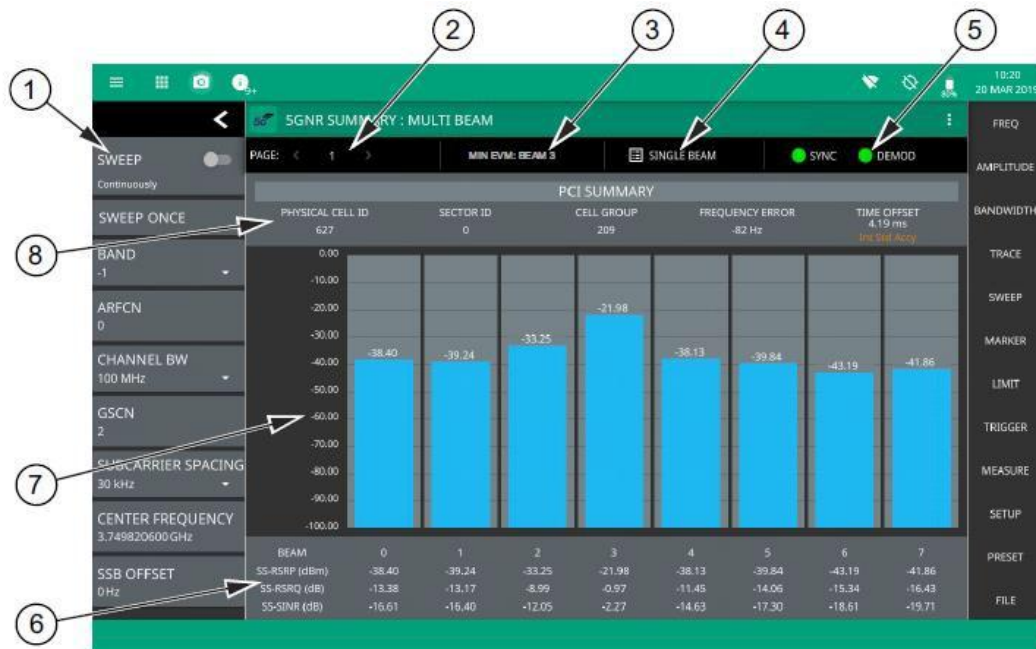 2
3
4
5
1
9+
80%
10:20
20 MAR 2019
SWEEP
Continuously
SWEEP ONCE
BAND
-1
ARFCN
0
CHANNEL BW
100 MHz
GSCN
2
SUBCARRIER SPACING
30 kHz
CENTER FREQUENCY
3.749820600 GHz
SSB OFFSET
0 Hz
5G 5GNR SUMMARY : MULTI BEAM
PAGE: < 1 > MIN EVM: BEAM 3 SINGLE BEAM SYNC DEMOD
PCI SUMMARY
PHYSICAL CELL ID SECTOR ID CELL GROUP FREQUENCY ERROR TIME OFFSET
627 0 209 -82 Hz 4.19 ms
Int Std Accy
0.00
-10.00
-20.00
-30.00
-40.00
-50.00
-60.00
-70.00
-80.00
-90.00
-100.00
-38.40 -39.24 -33.25 -21.98 -38.13 -39.84 -43.19 -41.86
BEAM 0 1 2 3 4 5 6 7
SS-RSRP (dBm) -38.40 -39.24 -33.25 -21.98 -38.13 -39.84 -43.19 -41.86
SS-RSRQ (dB) -13.38 -13.17 -8.99 -0.97 -11.45 -14.06 -15.34 -16.43
SS-SINR (dB) -16.61 -16.40 -12.05 -2.27 -14.63 -17.30 -18.61 -19.71
FREQ
AMPLITUDE
BANDWIDTH
TRACE
SWEEP
MARKER
LIMIT
TRIGGER
MEASURE
SETUP
PRESET
FILE
8
7
6